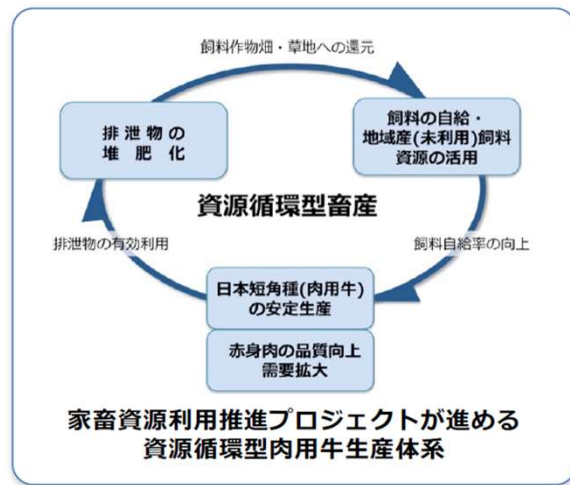 飼料作物畑・草地への還元
排泄物の
堆肥化
飼料の自給・
地域産(未利用)飼料
資源の活用
資源循環型畜産
排泄物の有効利用
飼料自給率の向上
日本短角種(肉用牛)
の安定生産
赤身肉の品質向上
需要拡大
家畜資源利用推進プロジェクトが進める
資源循環型肉用牛生産体系